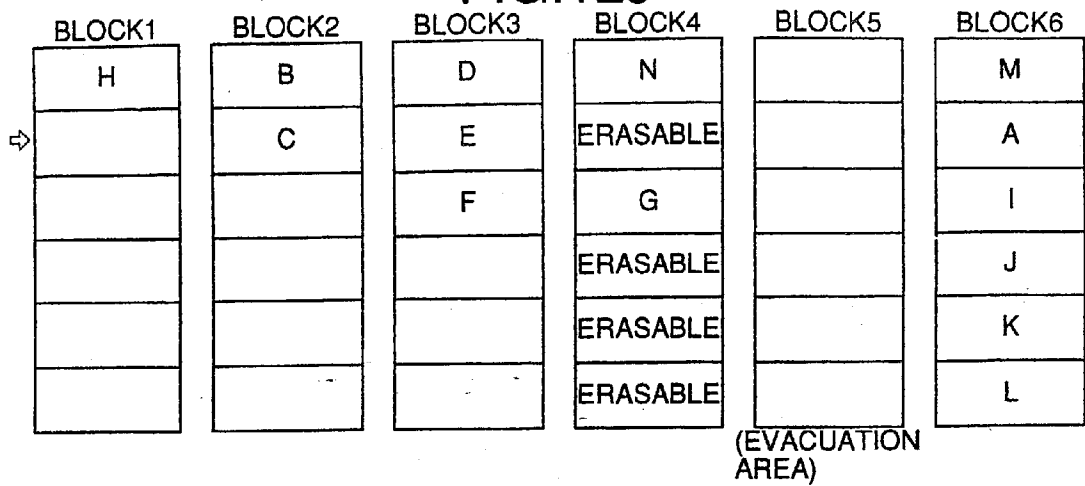 BLOCK1 BLOCK2 BLOCK3 BLOCK4 BLOCK5 BLOCK6
H B D N M
⇨ C E ERASABLE A
F G I
ERASABLE J
ERASABLE K
ERASABLE L
(EVACUATION
AREA)